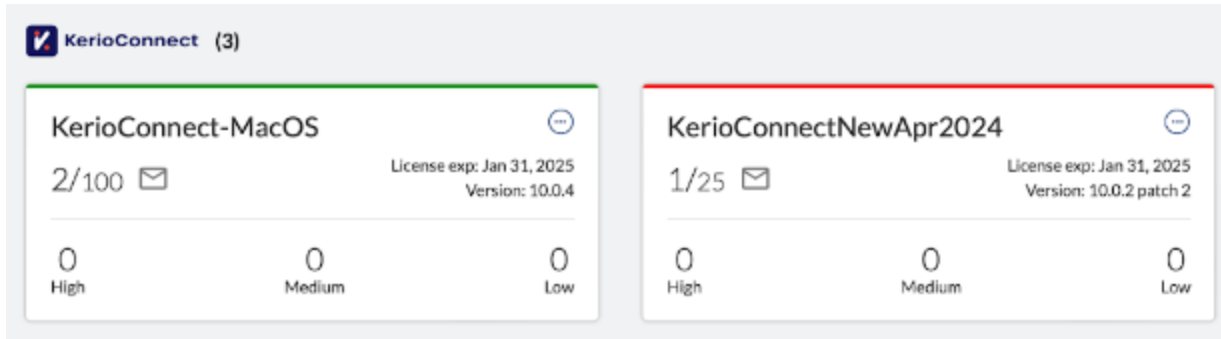 KerioConnect (3)
KerioConnect-MacOS
2/100
License exp: Jan 31, 2025
Version: 10.0.4
0 0 0
High Medium Low
KerioConnectNewApr2024
1/25
License exp: Jan 31, 2025
Version: 10.0.2 patch 2
0 0 0
High Medium Low